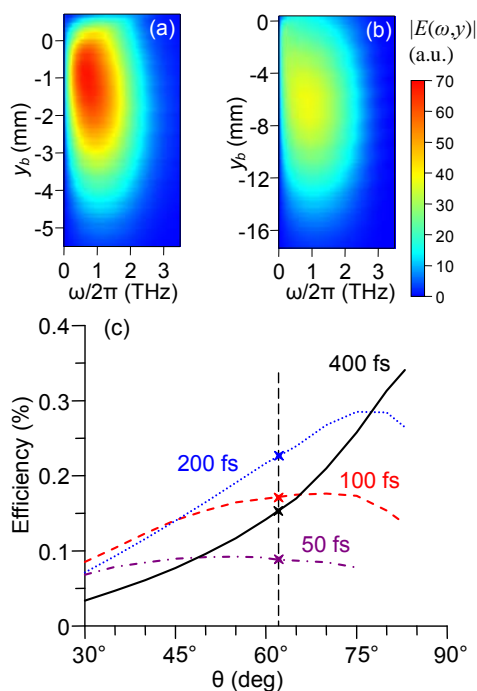 (a)
(b)
|E(ω,y)|
(a.u.)
y_b (mm)
0
-1
-2
-3
-4
-5
0 1 2 3
ω/2π (THz)
y_b (mm)
0
-4
-8
-12
-16
0 1 2 3
ω/2π (THz)
70
60
50
40
30
20
10
0
(c)
Efficiency (%)
0.4
0.3
0.2
0.1
0
400 fs
200 fs
100 fs
50 fs
30° 45° 60° 75° 90°
θ (deg)